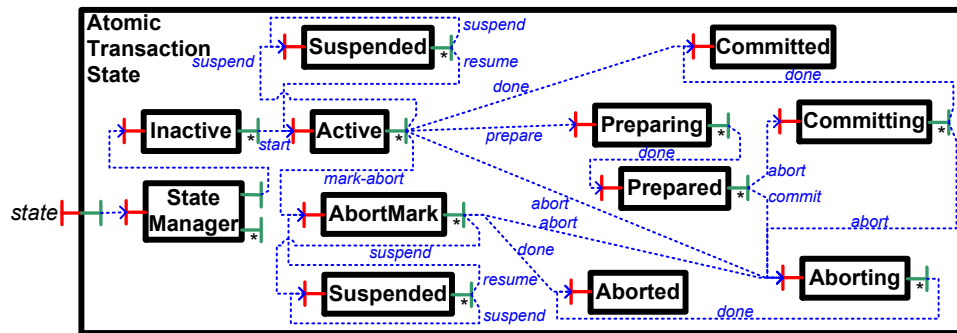 Atomic
Transaction
State
suspend
Suspended
*
suspend
resume
Committed
done
done
Inactive
*
start
Active
*
prepare
Preparing
*
Committing
*
done
Prepared
*
abort
commit
mark-abort
state
State
Manager
*
AbortMark
*
abort
abort
abort
suspend
done
Suspended
*
resume
suspend
Aborted
Aborting
*
done